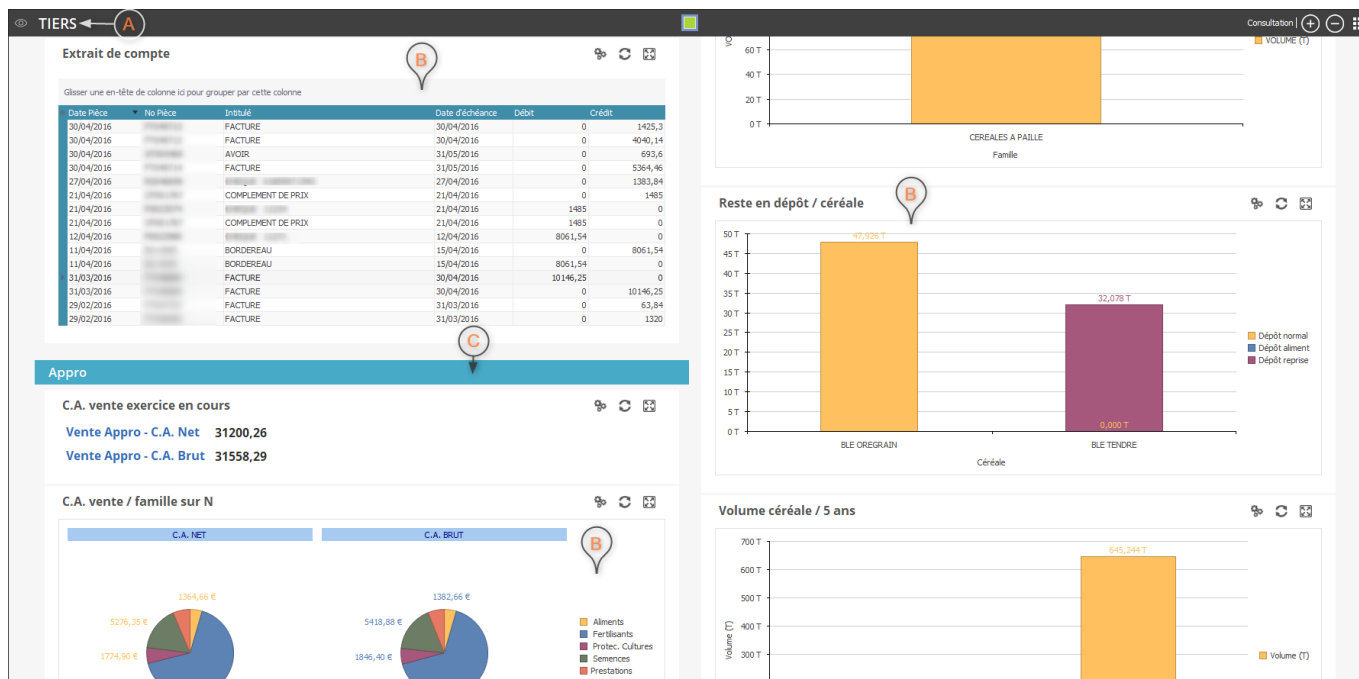 TIERS
A
Consultation |
Extrait de compte
B
Glisser une en-tête de colonne ici pour grouper par cette colonne
Date Pièce No Pièce Intitulé Date d'échéance Débit Crédit
30/04/2016 FACTURE 30/04/2016 0 1425,3
30/04/2016 FACTURE 30/04/2016 0 4040,14
30/04/2016 AVOIR 31/05/2016 0 693,6
30/04/2016 FACTURE 31/05/2016 0 5364,46
27/04/2016 27/04/2016 0 1383,84
21/04/2016 COMPLEMENT DE PRIX 21/04/2016 0 1485
21/04/2016 21/04/2016 1485 0
21/04/2016 COMPLEMENT DE PRIX 21/04/2016 1485 0
12/04/2016 12/04/2016 8061,54 0
11/04/2016 BORDEREAU 15/04/2016 0 8061,54
11/04/2016 BORDEREAU 15/04/2016 8061,54 0
31/03/2016 FACTURE 30/04/2016 10146,25 0
31/03/2016 FACTURE 30/04/2016 0 10146,25
29/02/2016 FACTURE 31/03/2016 0 63,84
29/02/2016 FACTURE 31/03/2016 0 1320
C
Appro
C.A. vente exercice en cours
Vente Appro - C.A. Net 31200,26
Vente Appro - C.A. Brut 31558,29
C.A. vente / famille sur N
B
C.A. NET
C.A. BRUT
1364,66 €
5276,35 €
1774,90 €
1382,66 €
5418,88 €
1846,40 €
Aliments
Fertilisants
Protec. Cultures
Semences
Prestations
VOLUME (T)
60 T
40 T
20 T
0 T
CEREALES A PAILLE
Famille
Reste en dépôt / céréale
B
50 T
45 T
40 T
35 T
30 T
25 T
20 T
15 T
10 T
5 T
0 T
47,926 T
32,078 T
0,000 T
BLE OREGRAIN
BLE TENDRE
Céréale
Dépôt normal
Dépôt aliment
Dépôt reprise
Volume céréale / 5 ans
700 T
600 T
500 T
400 T
300 T
Volume (T)
645,244 T
Volume (T)